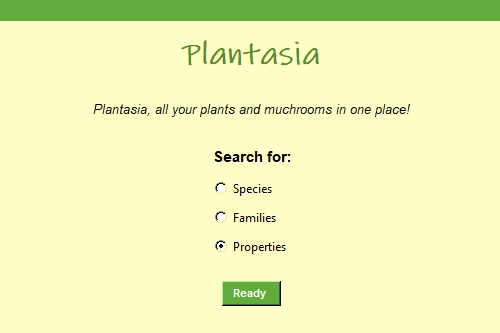 Plantasia
Plantasia, all your plants and muchrooms in one place!
Search for:
Species
Families
Properties
Ready